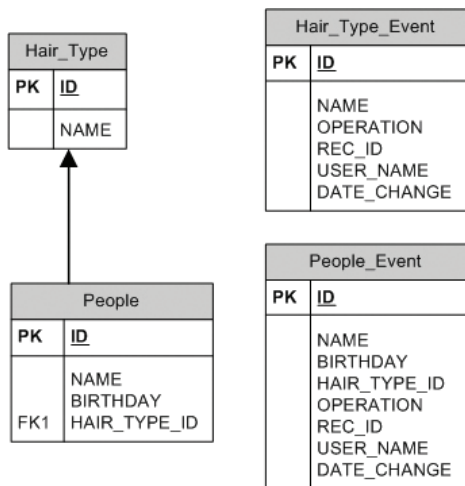 Hair_Type
PK ID
NAME
People
PK ID
NAME
BIRTHDAY
FK1 HAIR_TYPE_ID
Hair_Type_Event
PK ID
NAME
OPERATION
REC_ID
USER_NAME
DATE_CHANGE
People_Event
PK ID
NAME
BIRTHDAY
HAIR_TYPE_ID
OPERATION
REC_ID
USER_NAME
DATE_CHANGE